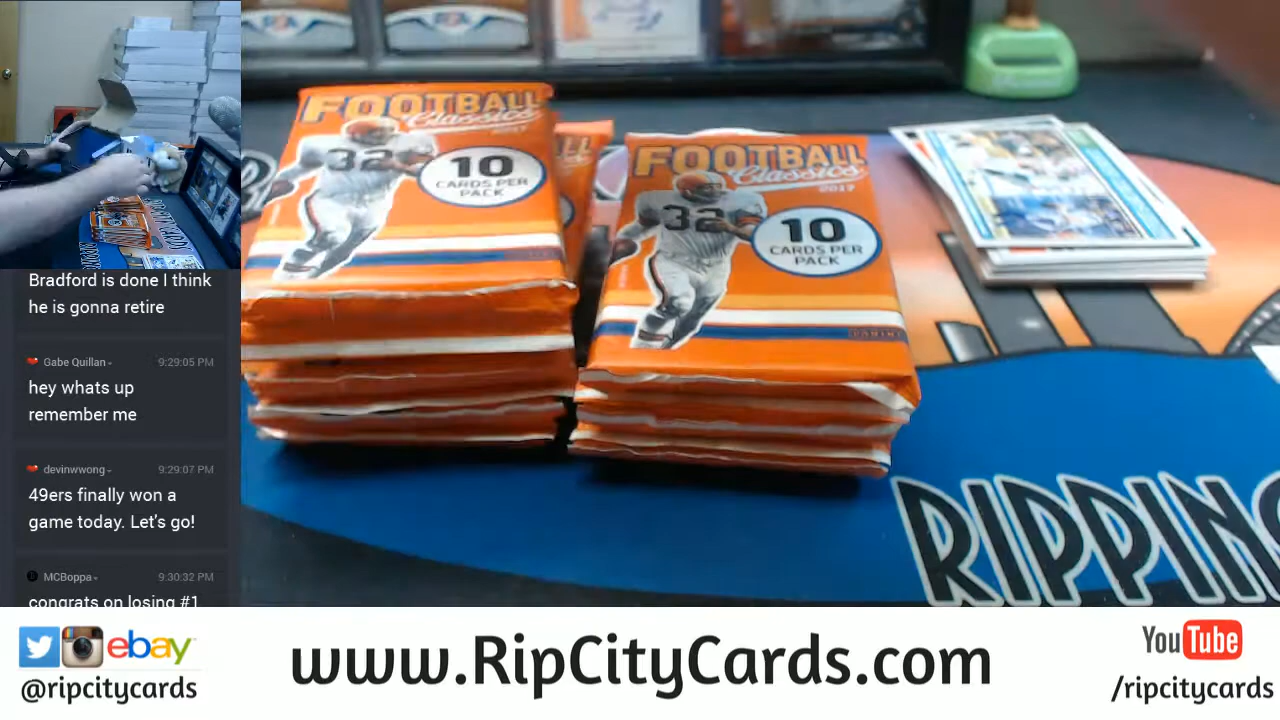 FOOTBALL
Classics
2017
32
10
CARDS PER
PACK
FOOTBALL
Classics
2017
32
10
CARDS PER
PACK
PANINI
Bradford is done I think
he is gonna retire
Gabe Quillan
9:29:05 PM
hey whats up
remember me
devinwwong
9:29:07 PM
49ers finally won a
game today. Let's go!
MCBoppa
9:30:32 PM
congrats on losing #1
RIPPING
ebay
@ripcitycards
www.RipCityCards.com
YouTube
/ripcitycards